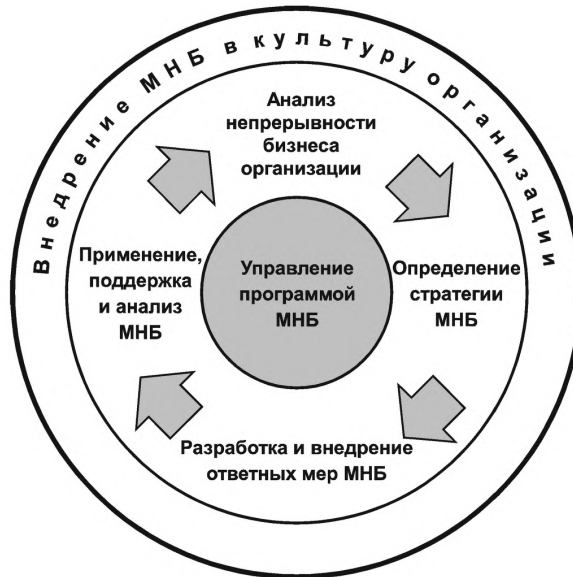 Внедрение МНБ в культуру организации
Анализ
непрерывности
бизнеса
организации
Применение,
поддержка
и анализ
МНБ
Управление
программой
МНБ
Определение
стратегии
МНБ
Разработка и внедрение
ответных мер МНБ